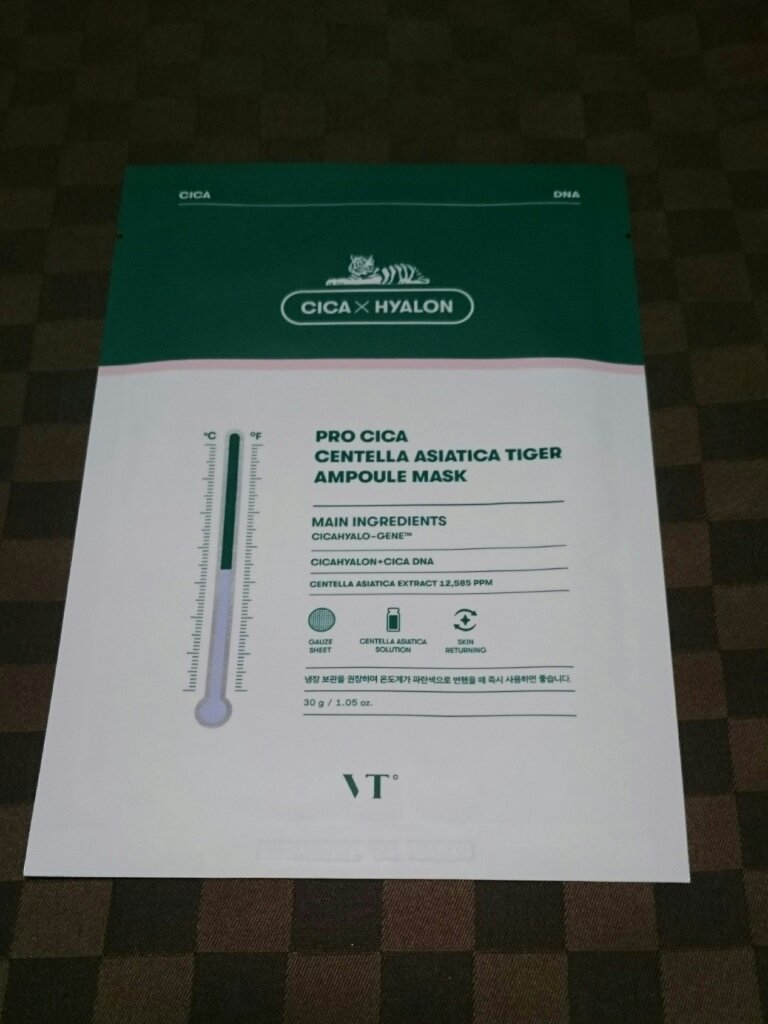 CICA DNA
CICA X HYALON
°C °F
PRO CICA
CENTELLA ASIATICA TIGER
AMPOULE MASK
MAIN INGREDIENTS
CICAHYALO-GENE™
CICAHYALON+CICA DNA
CENTELLA ASIATICA EXTRACT 12,585 PPM
GAUZE
SHEET
CENTELLA ASIATICA
SOLUTION
SKIN
RETURNING
냉장 보관을 권장하며 온도계가 파란색으로 변했을 때 즉시 사용하면 좋습니다.
30 g / 1.05 oz.
VT°